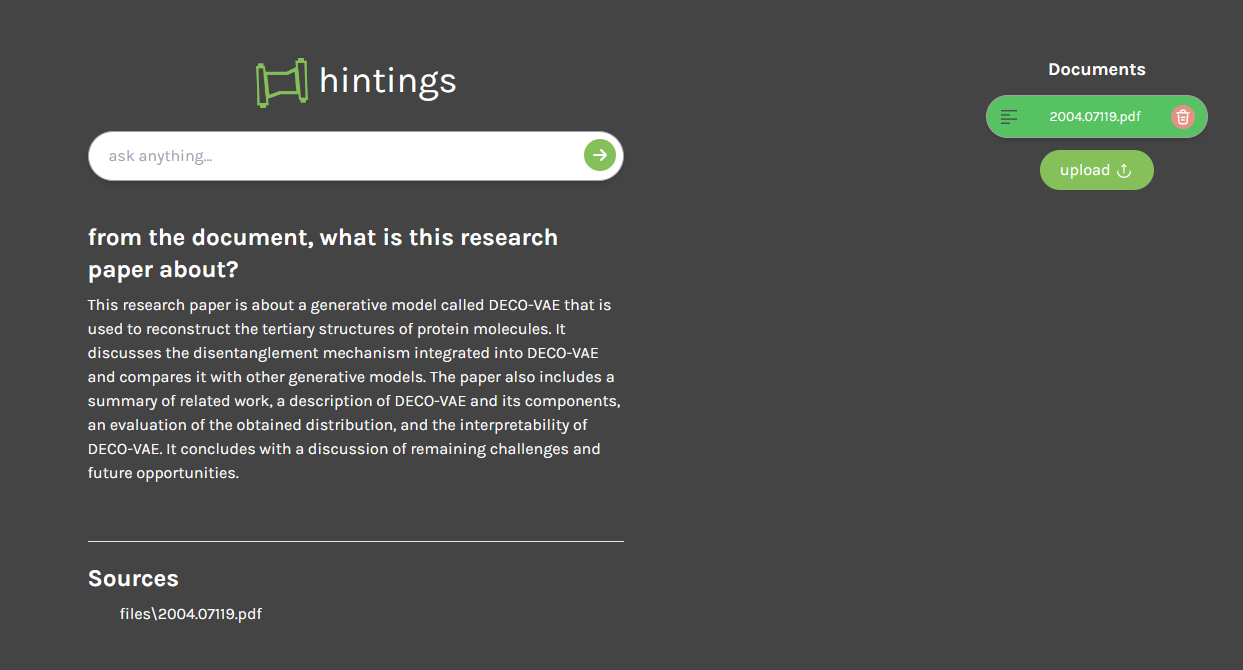 hintings
ask anything...
from the document, what is this research
paper about?
This research paper is about a generative model called DECO-VAE that is
used to reconstruct the tertiary structures of protein molecules. It
discusses the disentanglement mechanism integrated into DECO-VAE
and compares it with other generative models. The paper also includes a
summary of related work, a description of DECO-VAE and its components,
an evaluation of the obtained distribution, and the interpretability of
DECO-VAE. It concludes with a discussion of remaining challenges and
future opportunities.
Sources
files\2004.07119.pdf
Documents
2004.07119.pdf
upload